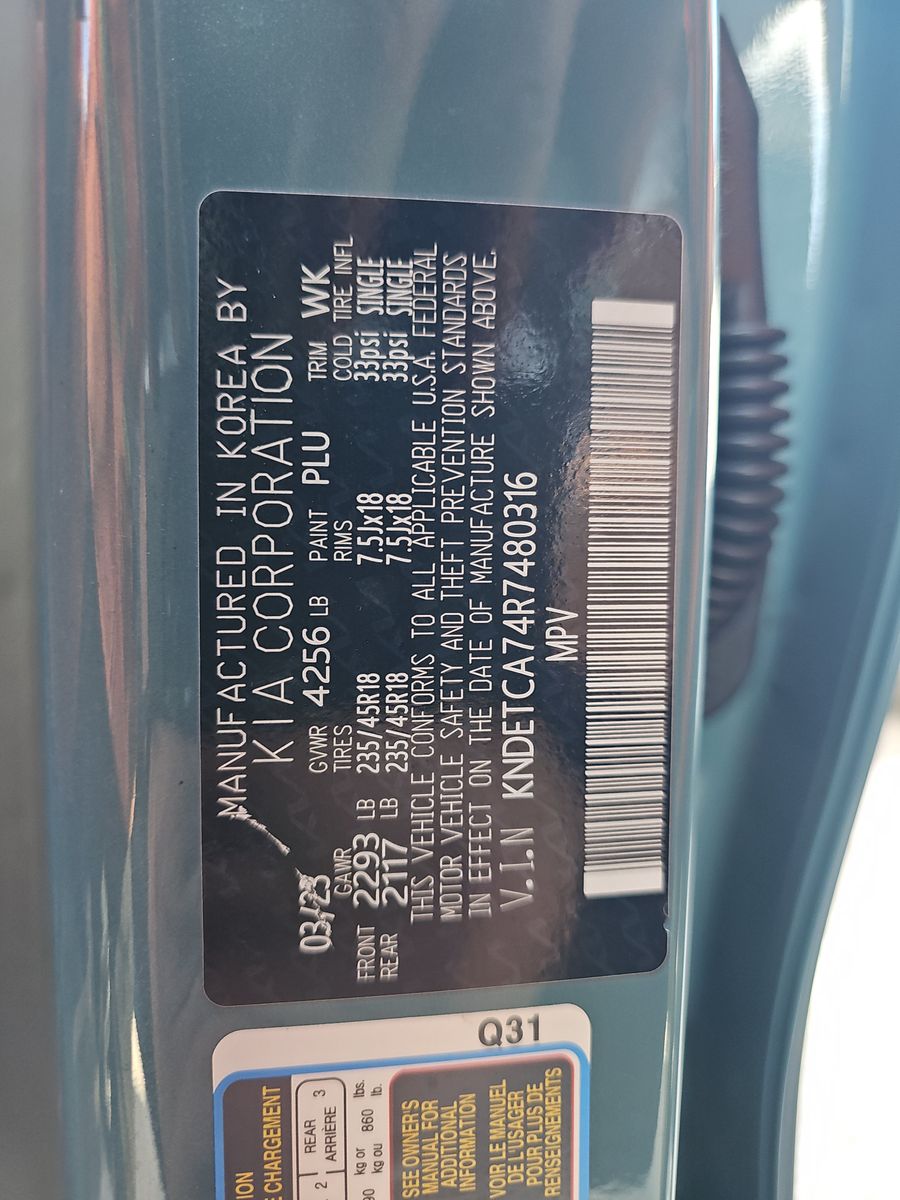 MANUFACTURED IN KOREA BY
KIA CORPORATION
03/23 GVWR 4256 LB PAINT PLU TRIM WK
GAWR TIRES RIMS COLD TIRE INFL
FRONT 2293 LB 235/45R18 7.5Jx18 33psi SINGLE
REAR 2117 LB 235/45R18 7.5Jx18 33psi SINGLE
THIS VEHICLE CONFORMS TO ALL APPLICABLE U.S.A. FEDERAL
MOTOR VEHICLE SAFETY AND THEFT PREVENTION STANDARDS
IN EFFECT ON THE DATE OF MANUFACTURE SHOWN ABOVE.
V.I.N KNDETCA74R7480316
MPV
CHARGEMENT
2 REAR ARRIÈRE 3
kg or 860 lbs.
kg ou lb.
SEE OWNER'S
MANUAL FOR
ADDITIONAL
INFORMATION
VOIR LE MANUEL
DE L'USAGER
POUR PLUS DE
RENSEIGNEMENTS
Q31